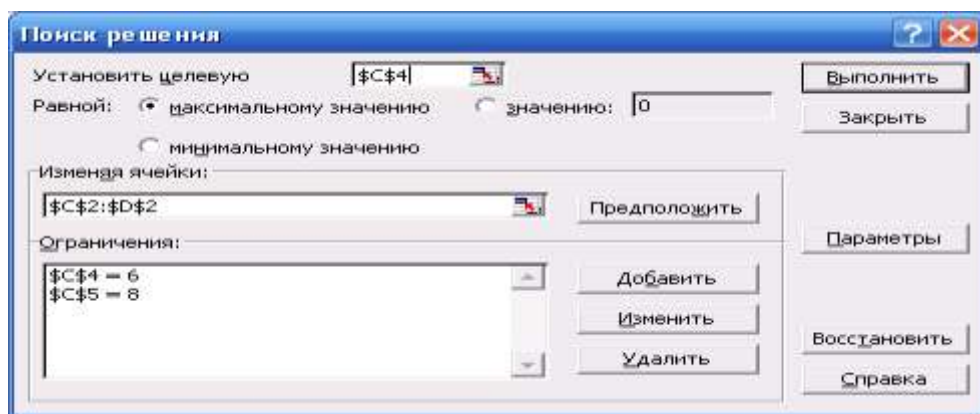 Поиск решения
Установить целевую $C$4 Выполнить
Равной: максимальному значению значению: 0 Закрыть
минимальному значению
Изменяя ячейки:
$C$2:$D$2 Предположить
Ограничения: Параметры
$C$4 = 6 Добавить
$C$5 = 8
Изменить
Восстановить
Удалить
Справка